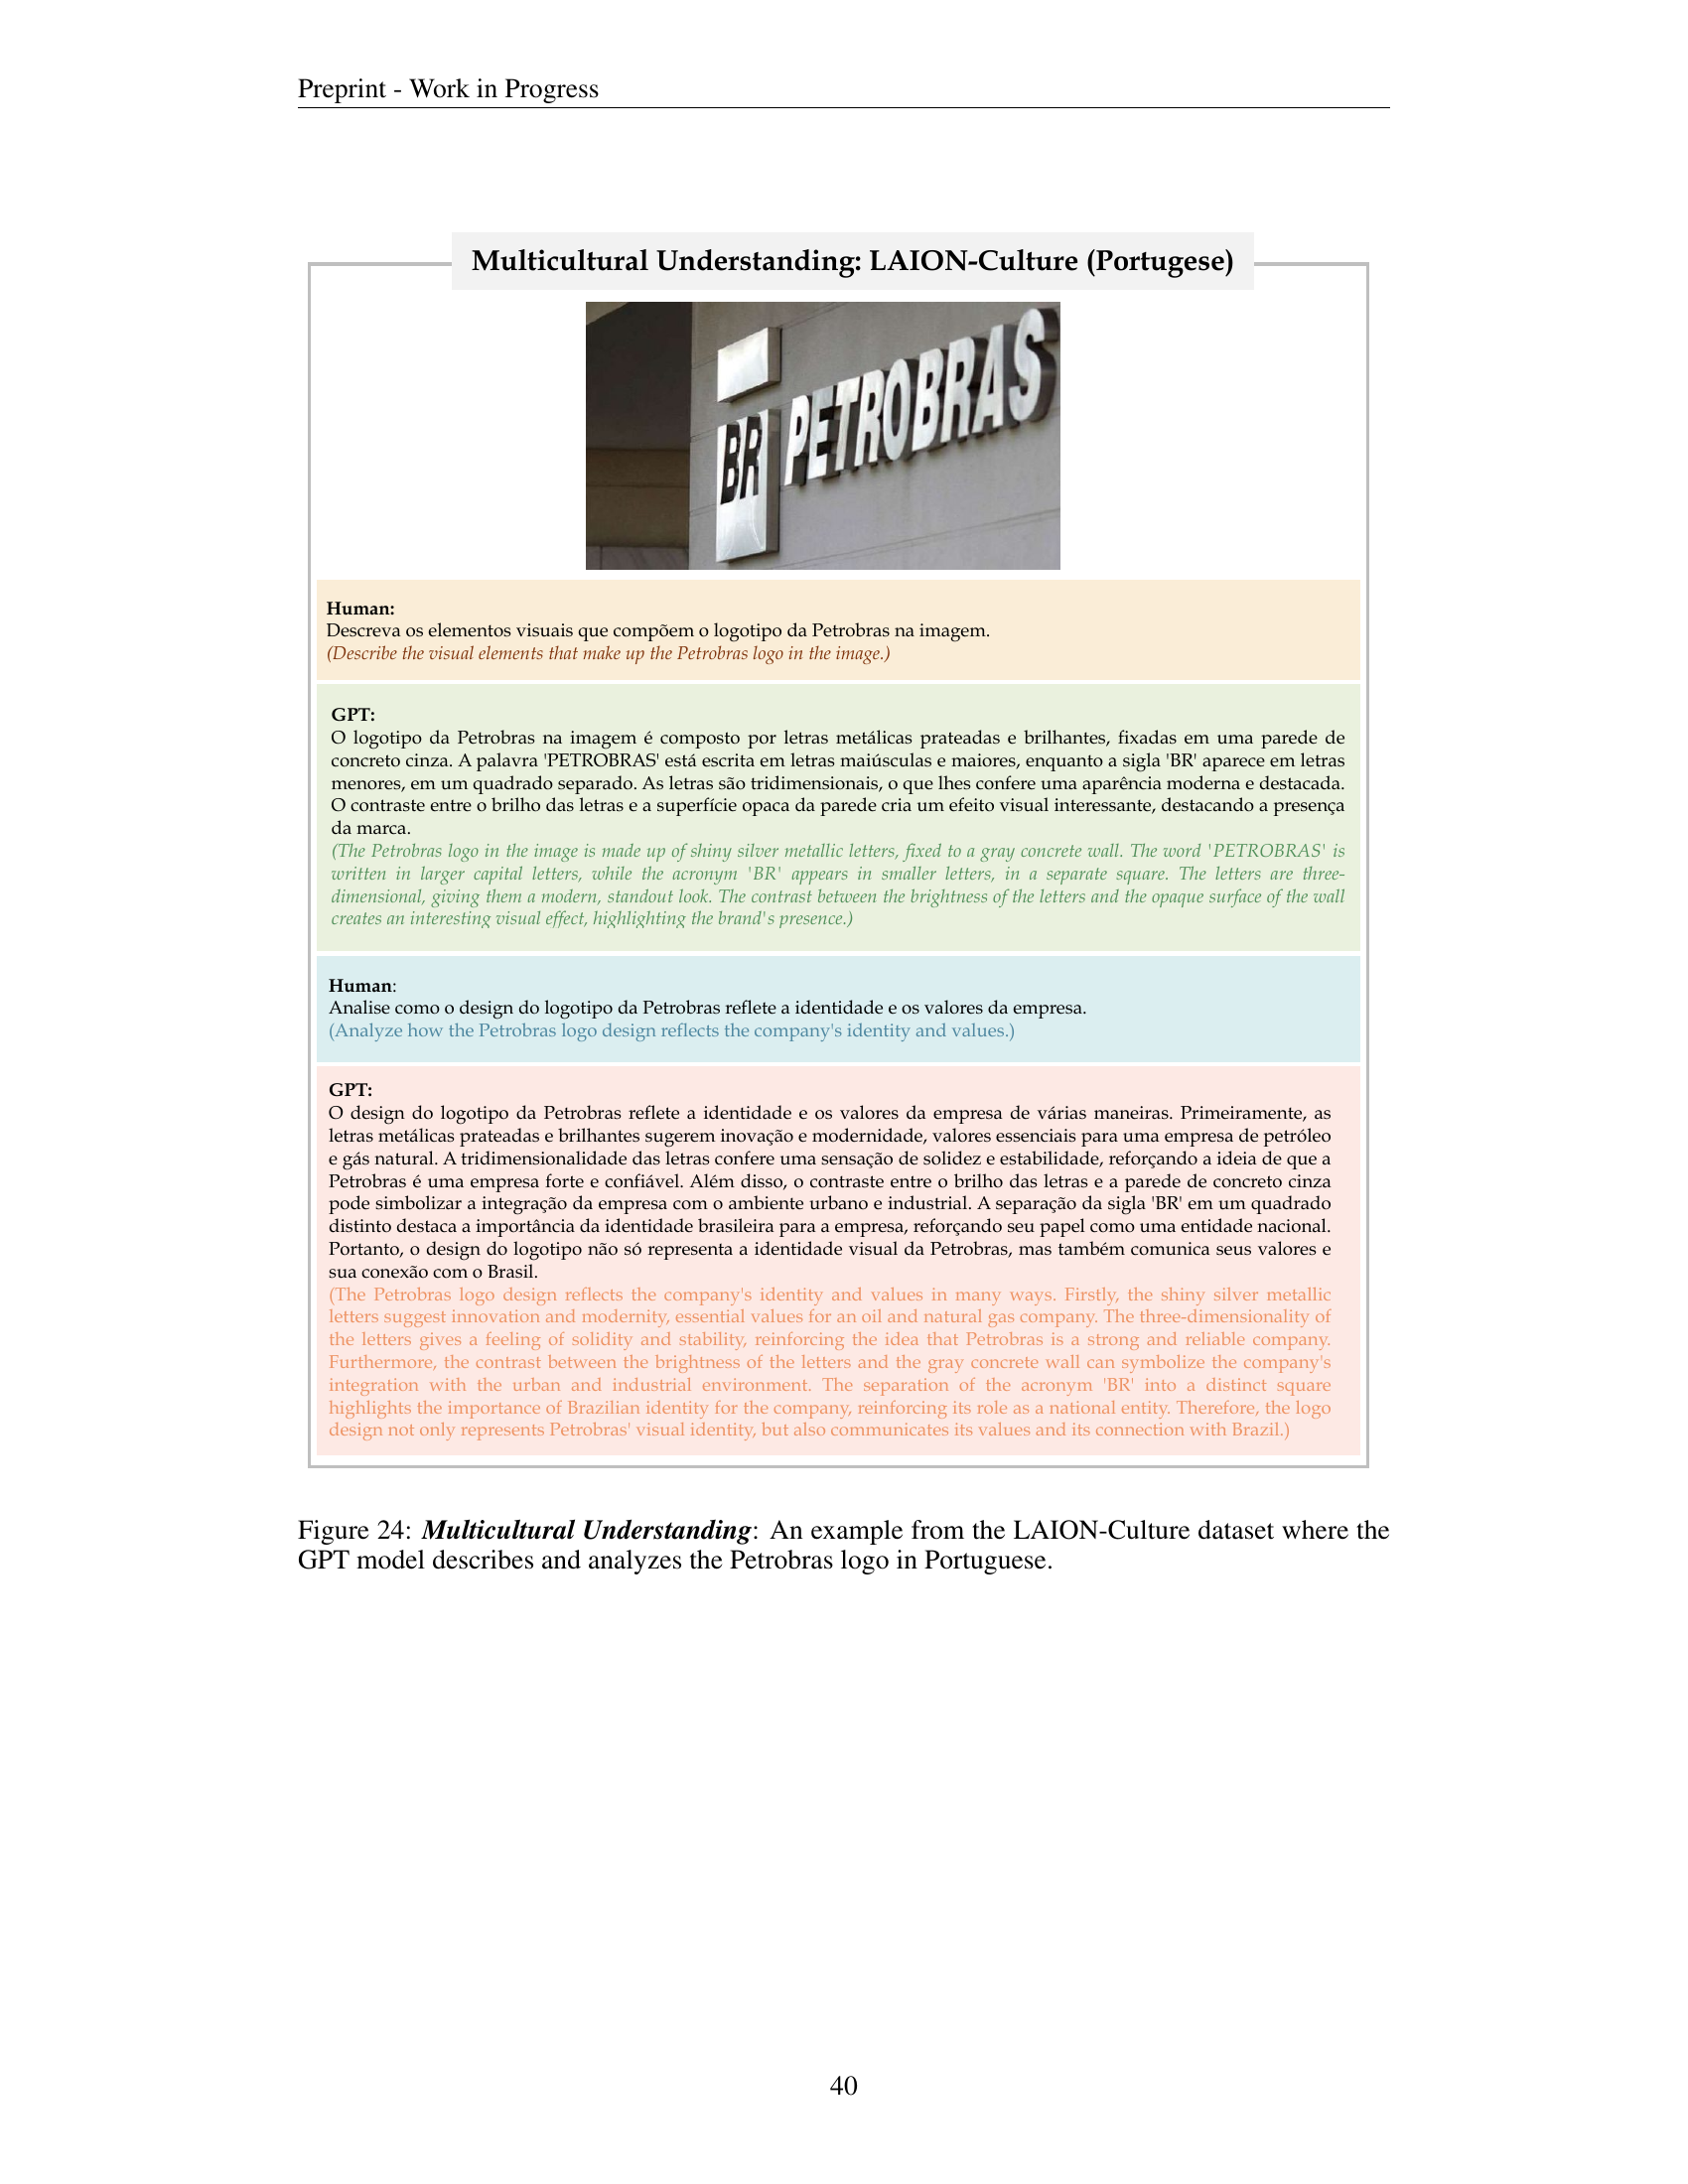 Preprint - Work in Progress
Multicultural Understanding: LAION-Culture (Portugese)
BR PETROBRAS
Human:
Descreva os elementos visuais que compõem o logotipo da Petrobras na imagem.
(Describe the visual elements that make up the Petrobras logo in the image.)
GPT:
O logotipo da Petrobras na imagem é composto por letras metálicas prateadas e brilhantes, fixadas em uma parede de
concreto cinza. A palavra 'PETROBRAS' está escrita em letras maiúsculas e maiores, enquanto a sigla 'BR' aparece em letras
menores, em um quadrado separado. As letras são tridimensionais, o que lhes confere uma aparência moderna e destacada.
O contraste entre o brilho das letras e a superfície opaca da parede cria um efeito visual interessante, destacando a presença
da marca.
(The Petrobras logo in the image is made up of shiny silver metallic letters, fixed to a gray concrete wall. The word 'PETROBRAS' is
written in larger capital letters, while the acronym 'BR' appears in smaller letters, in a separate square. The letters are three-
dimensional, giving them a modern, standout look. The contrast between the brightness of the letters and the opaque surface of the wall
creates an interesting visual effect, highlighting the brand's presence.)
Human:
Analise como o design do logotipo da Petrobras reflete a identidade e os valores da empresa.
(Analyze how the Petrobras logo design reflects the company's identity and values.)
GPT:
O design do logotipo da Petrobras reflete a identidade e os valores da empresa de várias maneiras. Primeiramente, as
letras metálicas prateadas e brilhantes sugerem inovação e modernidade, valores essenciais para uma empresa de petróleo
e gás natural. A tridimensionalidade das letras confere uma sensação de solidez e estabilidade, reforçando a ideia de que a
Petrobras é uma empresa forte e confiável. Além disso, o contraste entre o brilho das letras e a parede de concreto cinza
pode simbolizar a integração da empresa com o ambiente urbano e industrial. A separação da sigla 'BR' em um quadrado
distinto destaca a importância da identidade brasileira para a empresa, reforçando seu papel como uma entidade nacional.
Portanto, o design do logotipo não só representa a identidade visual da Petrobras, mas também comunica seus valores e
sua conexão com o Brasil.
(The Petrobras logo design reflects the company's identity and values in many ways. Firstly, the shiny silver metallic
letters suggest innovation and modernity, essential values for an oil and natural gas company. The three-dimensionality of
the letters gives a feeling of solidity and stability, reinforcing the idea that Petrobras is a strong and reliable company.
Furthermore, the contrast between the brightness of the letters and the gray concrete wall can symbolize the company's
integration with the urban and industrial environment. The separation of the acronym 'BR' into a distinct square
highlights the importance of Brazilian identity for the company, reinforcing its role as a national entity. Therefore, the logo
design not only represents Petrobras' visual identity, but also communicates its values and its connection with Brazil.)
Figure 24: Multicultural Understanding: An example from the LAION-Culture dataset where the
GPT model describes and analyzes the Petrobras logo in Portuguese.
40